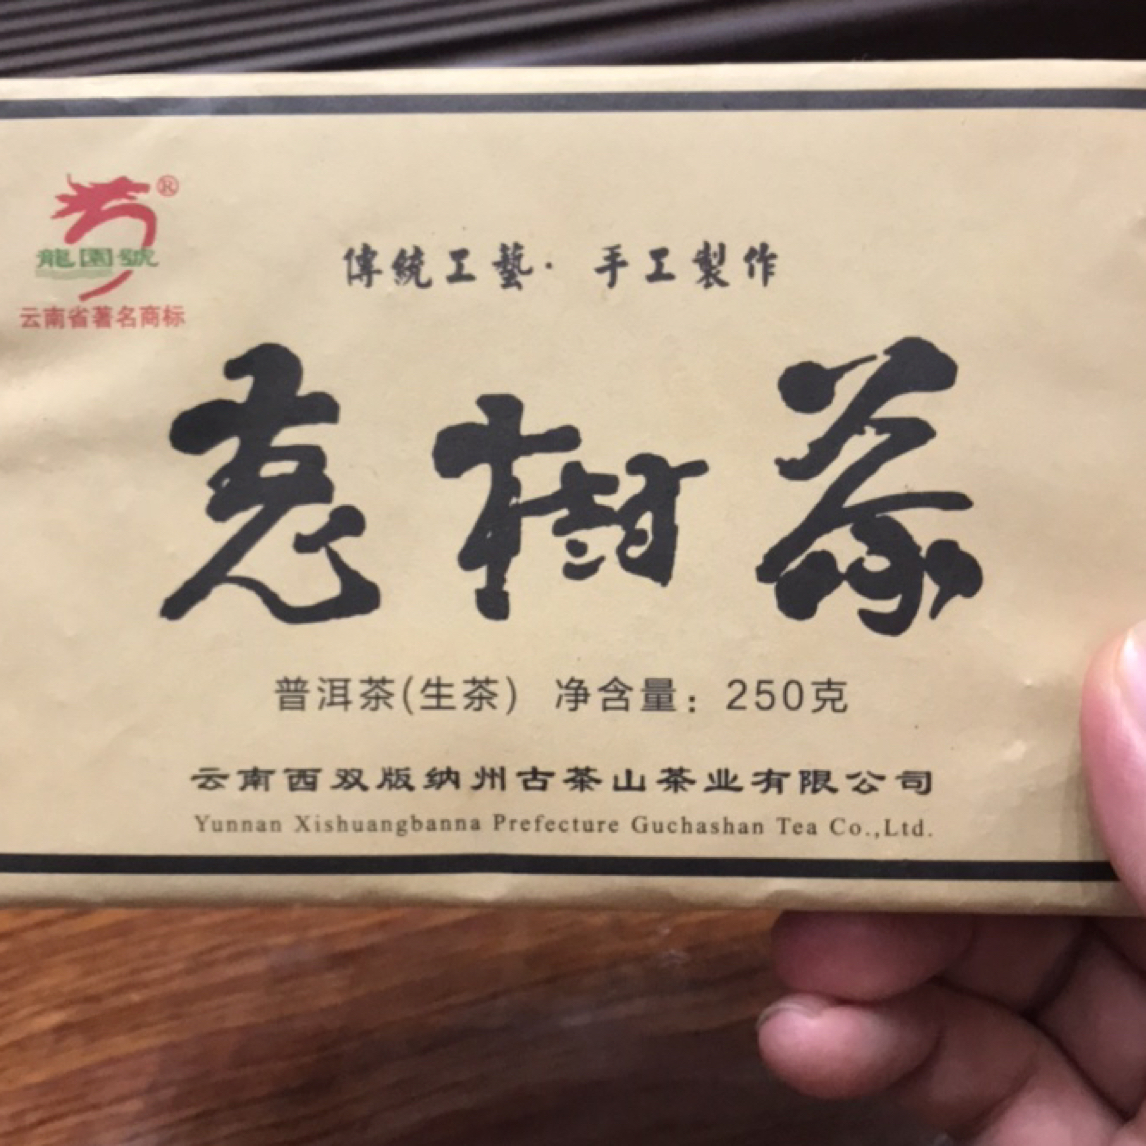 ®
龍園號
云南省著名商标
傳統工藝·手工製作
老樹茶
普洱茶(生茶) 净含量：250克
云南西双版纳州古茶山茶业有限公司
Yunnan Xishuangbanna Prefecture Guchashan Tea Co.,Ltd.